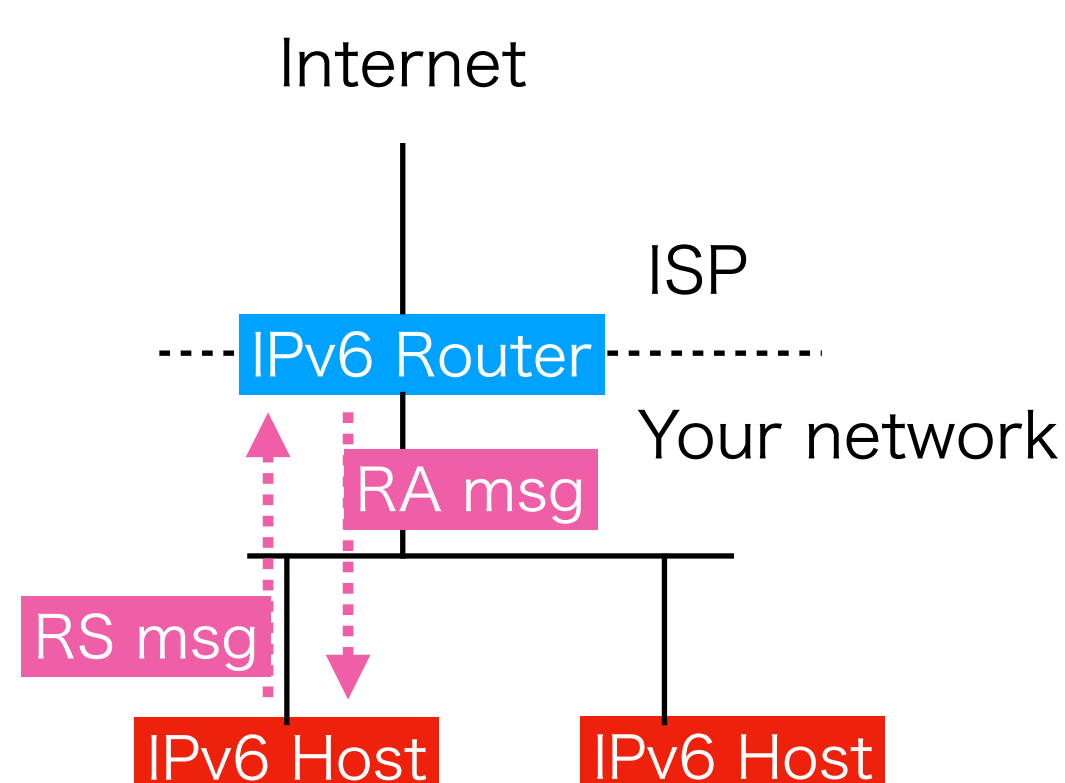 Internet
ISP
IPv6 Router
Your network
RA msg
RS msg
IPv6 Host
IPv6 Host